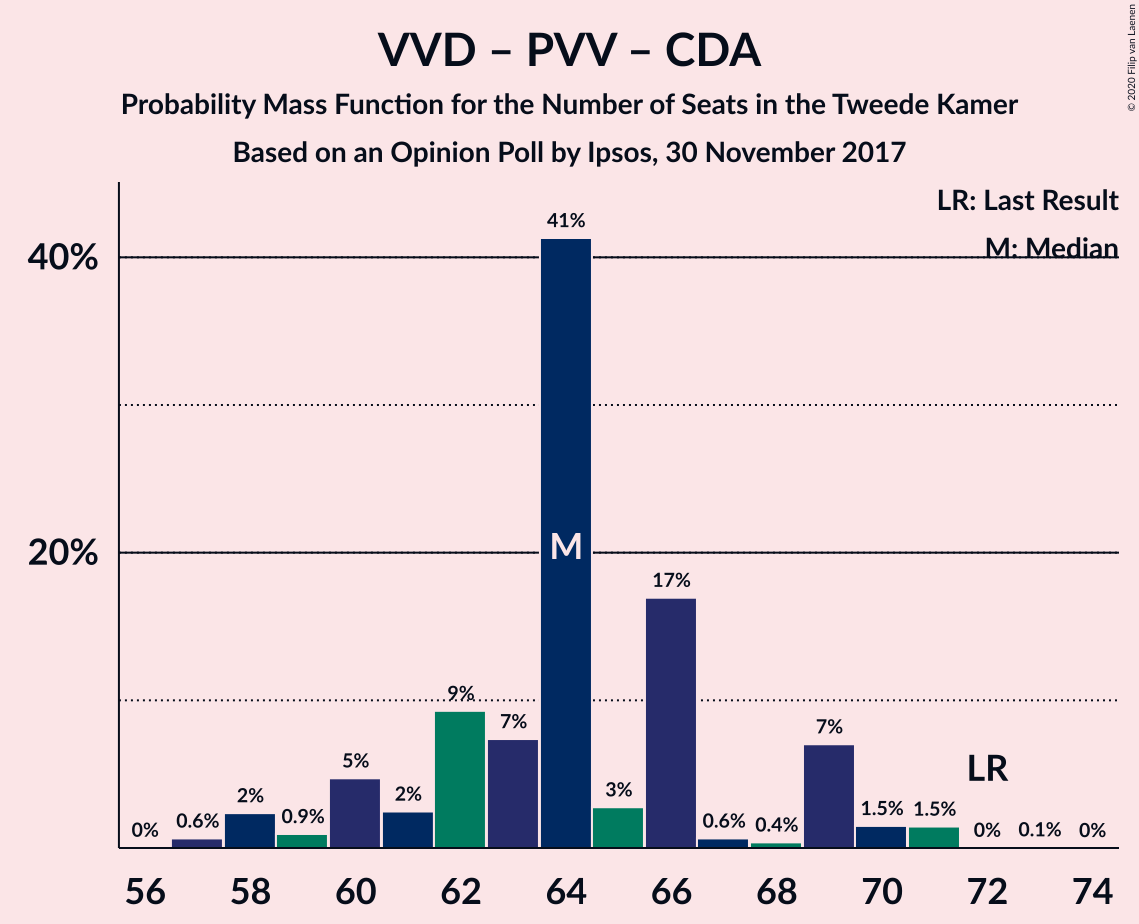 VVD – PVV – CDA
Probability Mass Function for the Number of Seats in the Tweede Kamer
Based on an Opinion Poll by Ipsos, 30 November 2017
© 2020 Filip van Laenen
LR: Last Result
M: Median
40%
20%
0%
0.6%
2%
0.9%
5%
2%
9%
7%
41%
M
3%
17%
0.6%
0.4%
7%
1.5%
1.5%
LR
0%
0.1%
0%
56 58 60 62 64 66 68 70 72 74